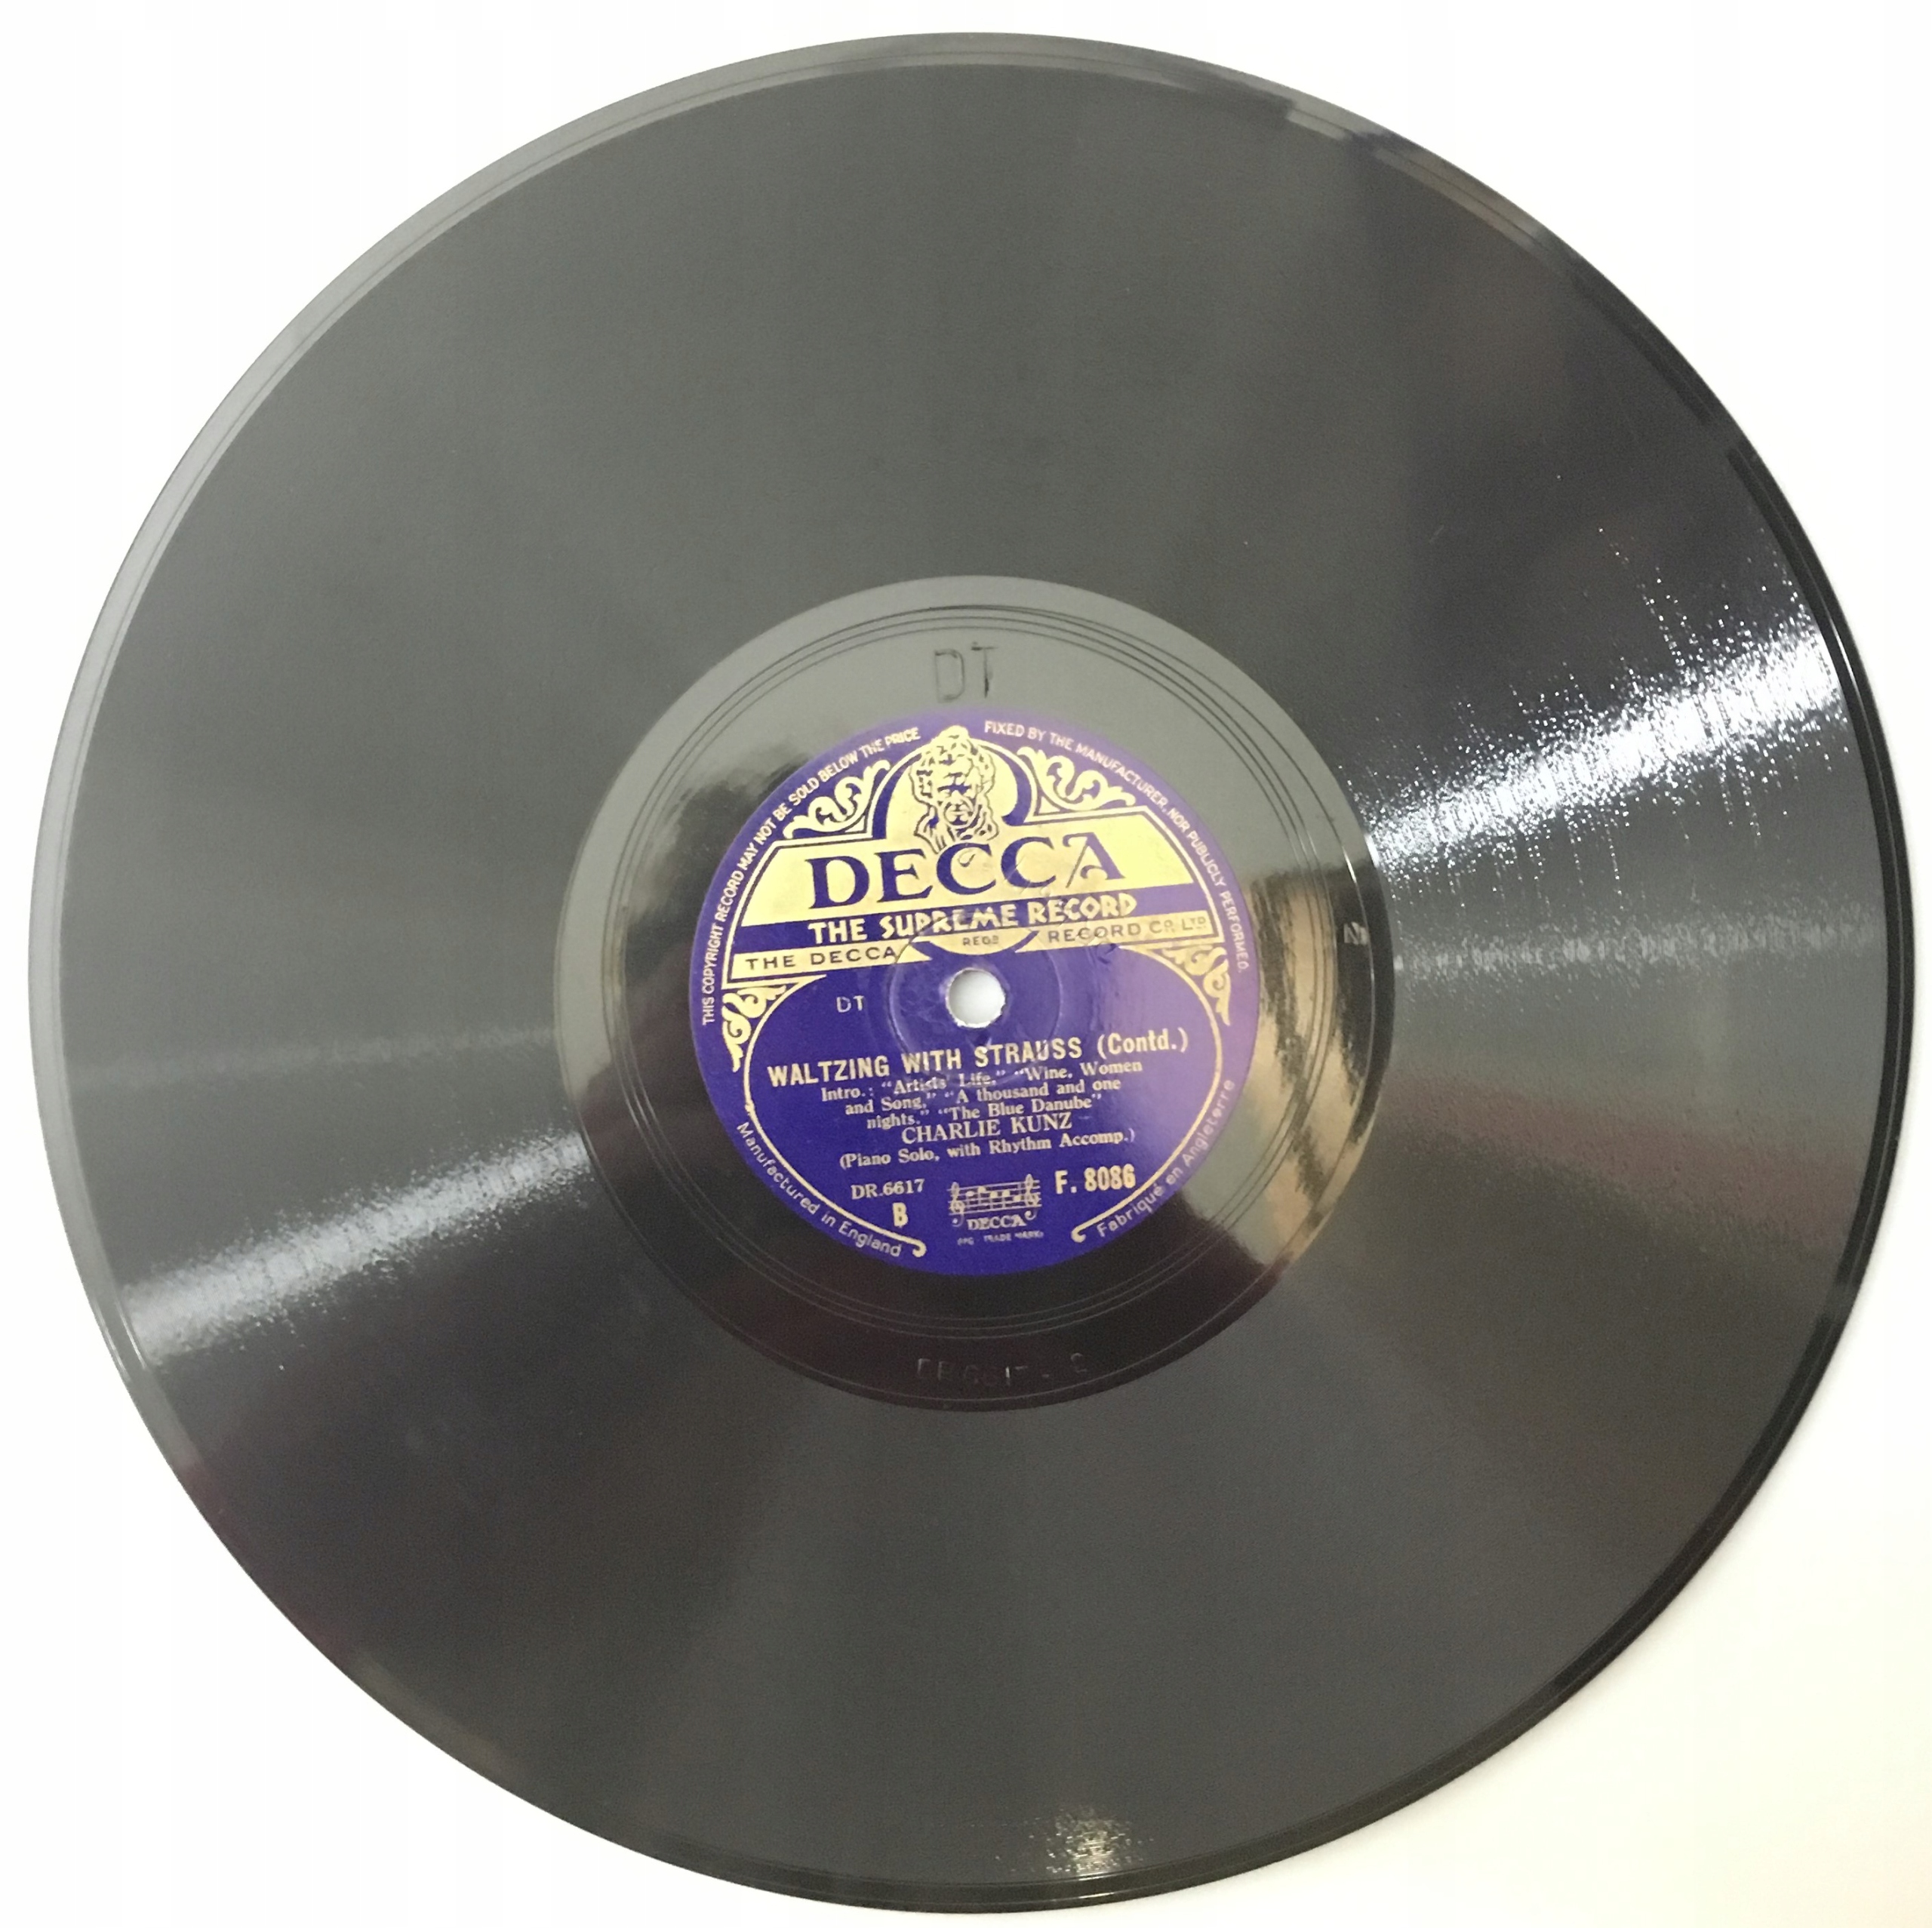 DT
THIS COPYRIGHT RECORD MAY NOT BE SOLD BELOW THE PRICE FIXED BY THE MANUFACTURER, NOR PUBLICLY PERFORMED.
DECCA
THE SUPREME RECORD
THE DECCA REGD RECORD CO. LTD
DT
WALTZING WITH STRAUSS (Contd.)
Intro.: "Artists' Life," "Wine, Women
and Song," "A thousand and one
nights," "The Blue Danube"
CHARLIE KUNZ
(Piano Solo, with Rhythm Accomp.)
DR.6617
F. 8086
B
DECCA
TRADE MARK
Manufactured in England
Fabriqué en Angleterre